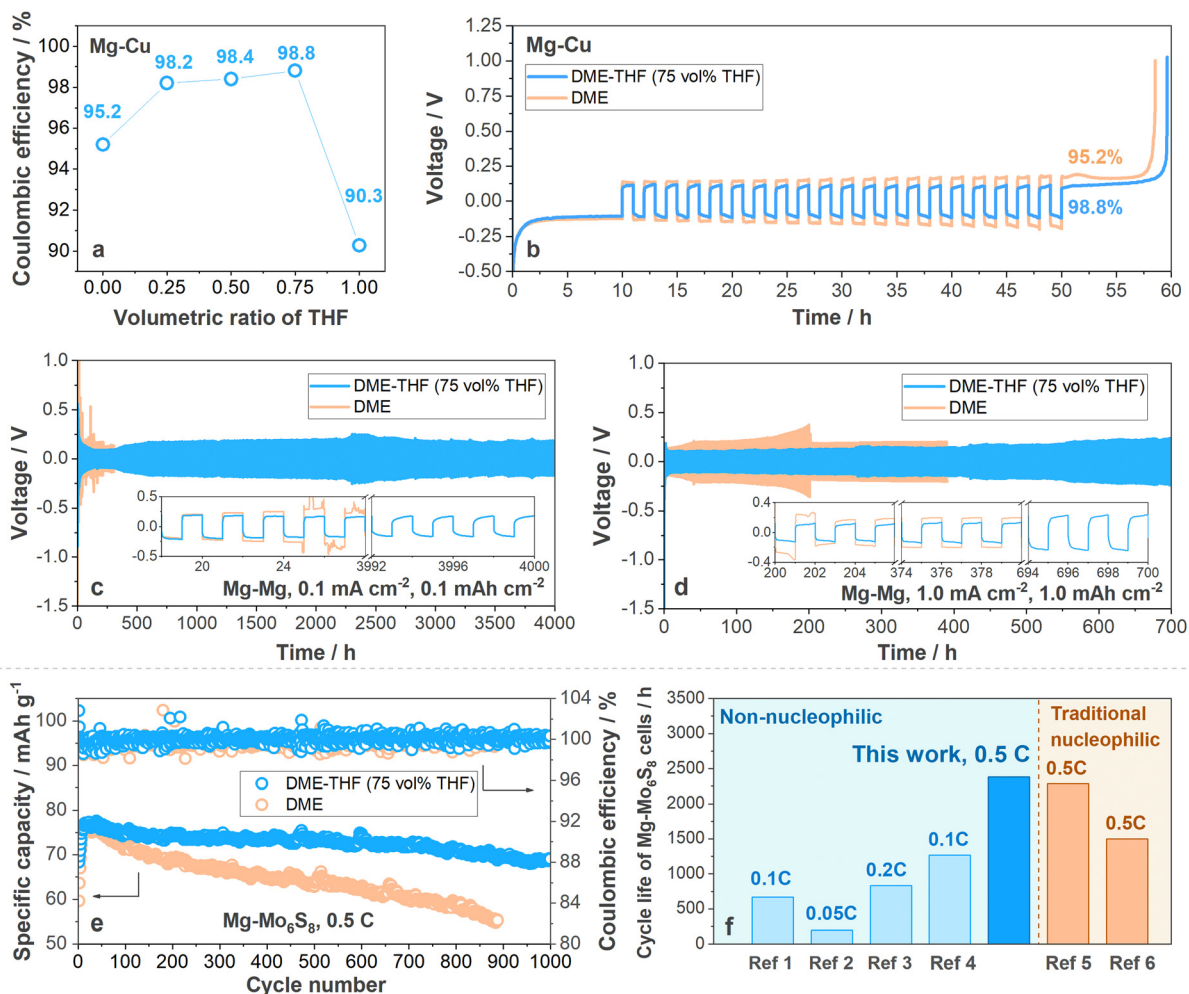 Coulombic efficiency / %
100
98
96
94
92
90
Mg-Cu
95.2
98.2
98.4
98.8
90.3
a
0.00
0.25
0.50
0.75
1.00
Volumetric ratio of THF
Voltage / V
1.25
1.00
0.75
0.50
0.25
0.00
-0.25
-0.50
Mg-Cu
DME-THF (75 vol% THF)
DME
95.2%
98.8%
b
0
5
10
15
20
25
30
35
40
45
50
55
60
Time / h
Voltage / V
1.0
0.5
0.0
-0.5
-1.0
-1.5
DME-THF (75 vol% THF)
DME
0.5
0.0
-0.5
20
22
24
26
3992
3996
4000
c
Mg-Mg, 0.1 mA cm⁻², 0.1 mAh cm⁻²
0
500
1000
1500
2000
2500
3000
3500
4000
Time / h
Voltage / V
1.0
0.5
0.0
-0.5
-1.0
-1.5
DME-THF (75 vol% THF)
DME
0.4
0.0
-0.4
200
202
204
374
376
378
694
696
698
700
d
Mg-Mg, 1.0 mA cm⁻², 1.0 mAh cm⁻²
0
100
200
300
400
500
600
700
Time / h
Specific capacity / mAh g⁻¹
100
90
80
70
60
50
DME-THF (75 vol% THF)
DME
e
Mg-Mo₆S₈, 0.5 C
Coulombic efficiency / %
104
100
98
96
94
92
90
88
86
84
82
80
0
100
200
300
400
500
600
700
800
900
1000
Cycle number
Cycle life of Mg-Mo₆S₈ cells / h
3500
3000
2500
2000
1500
1000
500
0
Non-nucleophilic
Traditional
nucleophilic
This work, 0.5 C
0.1C
0.05C
0.2C
0.1C
0.5C
0.5C
f
Ref 1
Ref 2
Ref 3
Ref 4
Ref 5
Ref 6